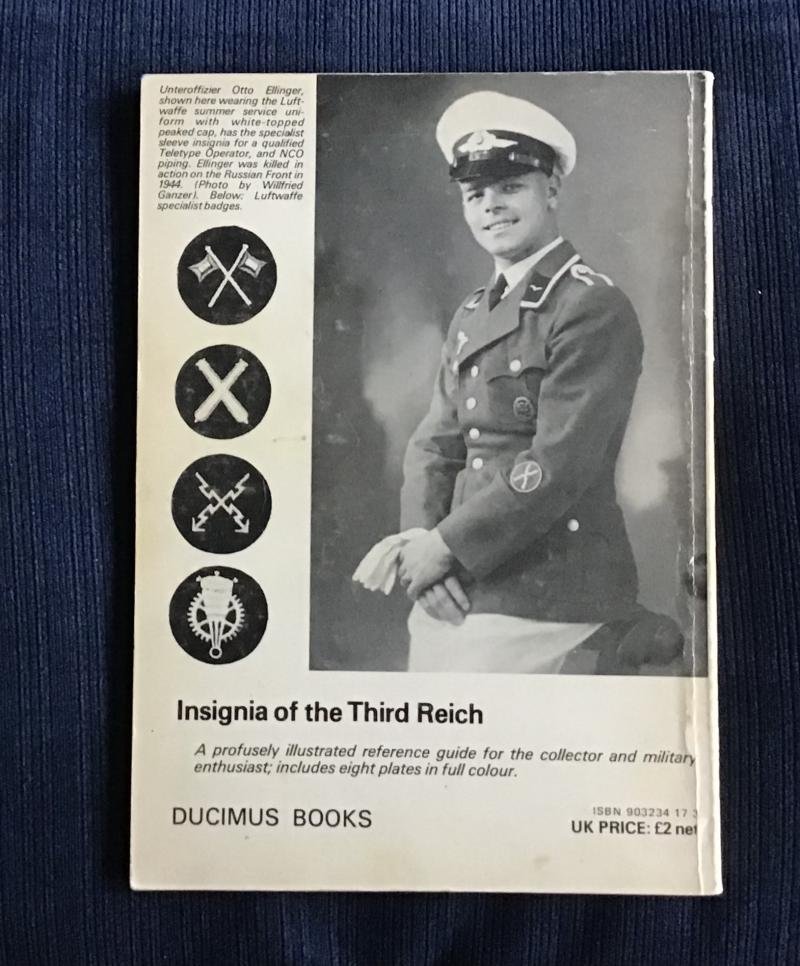 Unteroffizier Otto Ellinger,
shown here wearing the Luft-
waffe summer service uni-
form with white-topped
peaked cap, has the specialist
sleeve insignia for a qualified
Teletype Operator, and NCO
piping. Ellinger was killed in
action on the Russian Front in
1944. (Photo by Willfried
Ganzer). Below: Luftwaffe
specialist badges.
Insignia of the Third Reich
A profusely illustrated reference guide for the collector and military
enthusiast; includes eight plates in full colour.
DUCIMUS BOOKS
ISBN 903234 17 3
UK PRICE: £2 net